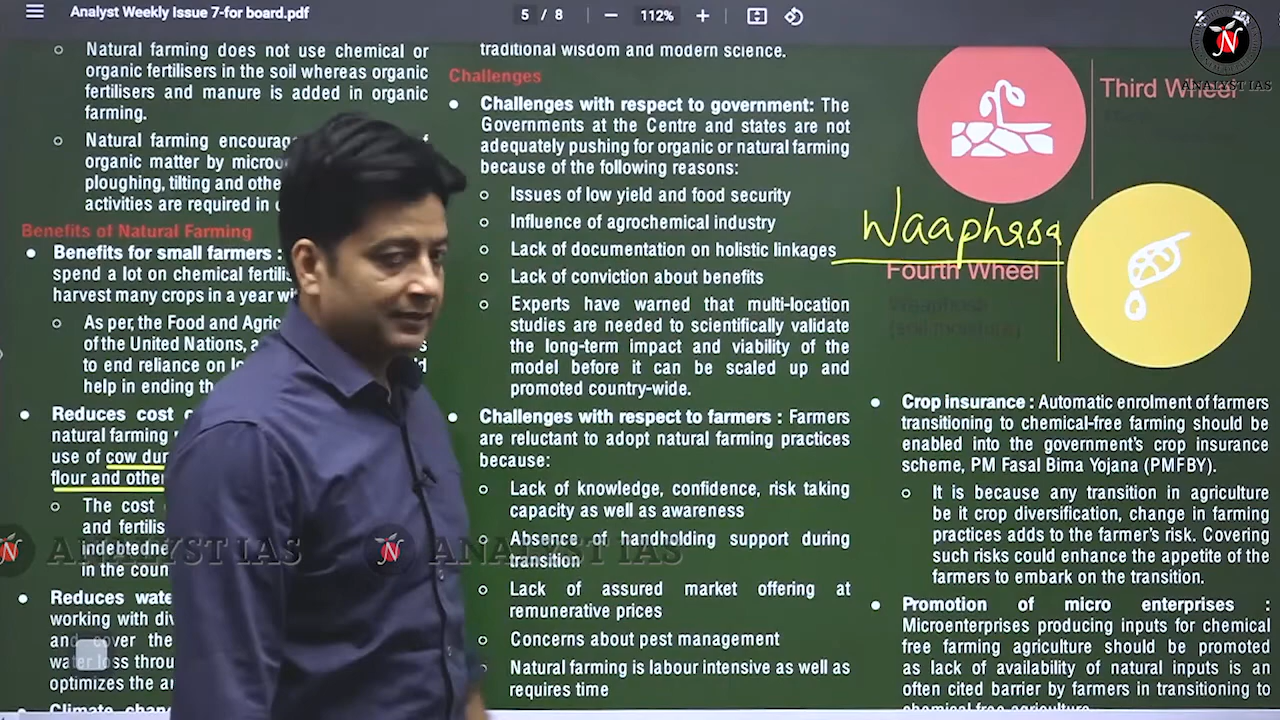 Analyst Weekly Issue 7-for board.pdf
5 / 8
112%
ANALYST IAS
Natural farming does not use chemical or
organic fertilisers in the soil whereas organic
fertilisers and manure is added in organic
farming.
Natural farming encourag
organic matter by micro
ploughing, tilting and othe
activities are required in
Benefits of Natural Farming
Benefits for small farmers :
spend a lot on chemical fertilis
harvest many crops in a year wi
As per, the Food and Agric
of the United Nations, a
to end reliance on lo
help in ending the
Reduces cost
natural farming
use of cow dun
flour and other
The cost
and fertilis
indebtedne
in the coun
Reduces wate
working with div
and cover the
water loss throu
optimizes the a
Climate chan
traditional wisdom and modern science.
Challenges
Challenges with respect to government: The
Governments at the Centre and states are not
adequately pushing for organic or natural farming
because of the following reasons:
Issues of low yield and food security
Influence of agrochemical industry
Lack of documentation on holistic linkages
Lack of conviction about benefits
Experts have warned that multi-location
studies are needed to scientifically validate
the long-term impact and viability of the
model before it can be scaled up and
promoted country-wide.
Challenges with respect to farmers : Farmers
are reluctant to adopt natural farming practices
because:
Lack of knowledge, confidence, risk taking
capacity as well as awareness
Absence of handholding support during
transition
Lack of assured market offering at
remunerative prices
Concerns about pest management
Natural farming is labour intensive as well as
requires time
Third Wheel
Waaphasa
Fourth Wheel
Waaphasa
(soil moisture)
Crop insurance : Automatic enrolment of farmers
transitioning to chemical-free farming should be
enabled into the government's crop insurance
scheme, PM Fasal Bima Yojana (PMFBY).
It is because any transition in agriculture
be it crop diversification, change in farming
practices adds to the farmer's risk. Covering
such risks could enhance the appetite of the
farmers to embark on the transition.
Promotion of micro enterprises :
Microenterprises producing inputs for chemical
free farming agriculture should be promoted
as lack of availability of natural inputs is an
often cited barrier by farmers in transitioning to
chemical free agriculture.
ANALYST IAS
ANALYST IAS